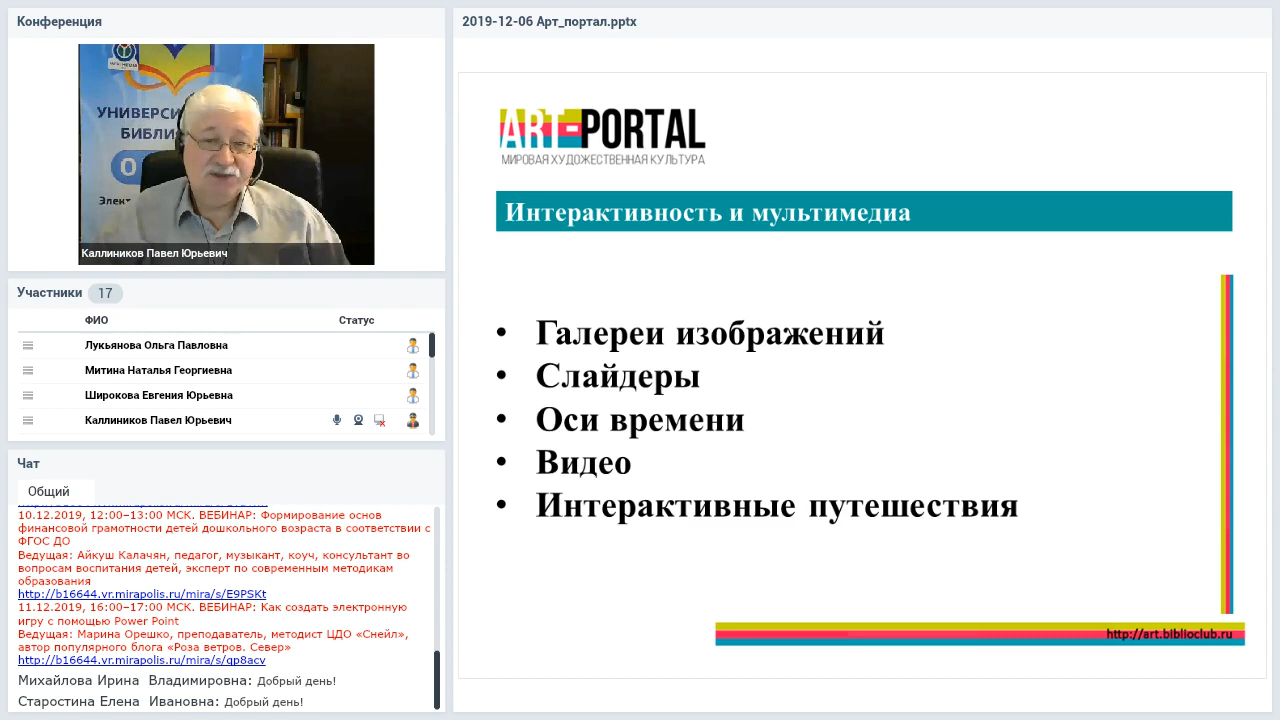 Конференция
УНИВЕРСИ
БИБЛИ
О
Элект
Каллиников Павел Юрьевич
Участники 17
ФИО Статус
Лукьянова Ольга Павловна
Митина Наталья Георгиевна
Широкова Евгения Юрьевна
Каллиников Павел Юрьевич
Чат
Общий
10.12.2019, 12:00–13:00 МСК. ВЕБИНАР: Формирование основ
финансовой грамотности детей дошкольного возраста в соответствии с
ФГОС ДО
Ведущая: Айкуш Калачян, педагог, музыкант, коуч, консультант во
вопросам воспитания детей, эксперт по современным методикам
образования
http://b16644.vr.mirapolis.ru/mira/s/E9PSKt
11.12.2019, 16:00–17:00 МСК. ВЕБИНАР: Как создать электронную
игру с помощью Power Point
Ведущая: Марина Орешко, преподаватель, методист ЦДО «Снейл»,
автор популярного блога «Роза ветров. Север»
http://b16644.vr.mirapolis.ru/mira/s/qp8acv
Михайлова Ирина Владимировна: Добрый день!
Старостина Елена Ивановна: Добрый день!
2019-12-06 Арт_портал.pptx
ART-PORTAL
МИРОВАЯ ХУДОЖЕСТВЕННАЯ КУЛЬТУРА
Интерактивность и мультимедиа
• Галереи изображений
• Слайдеры
• Оси времени
• Видео
• Интерактивные путешествия
http://art.biblioclub.ru